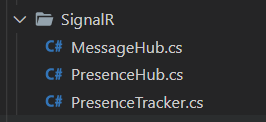 SignalR
C# MessageHub.cs
C# PresenceHub.cs
C# PresenceTracker.cs